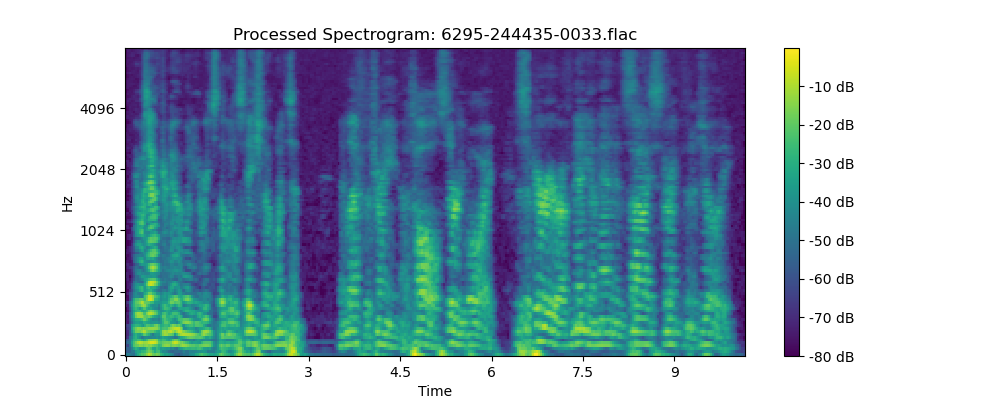 Processed Spectrogram: 6295-244435-0033.flac
Hz
4096
2048
1024
512
0
0 1.5 3 4.5 6 7.5 9
Time
-10 dB
-20 dB
-30 dB
-40 dB
-50 dB
-60 dB
-70 dB
-80 dB